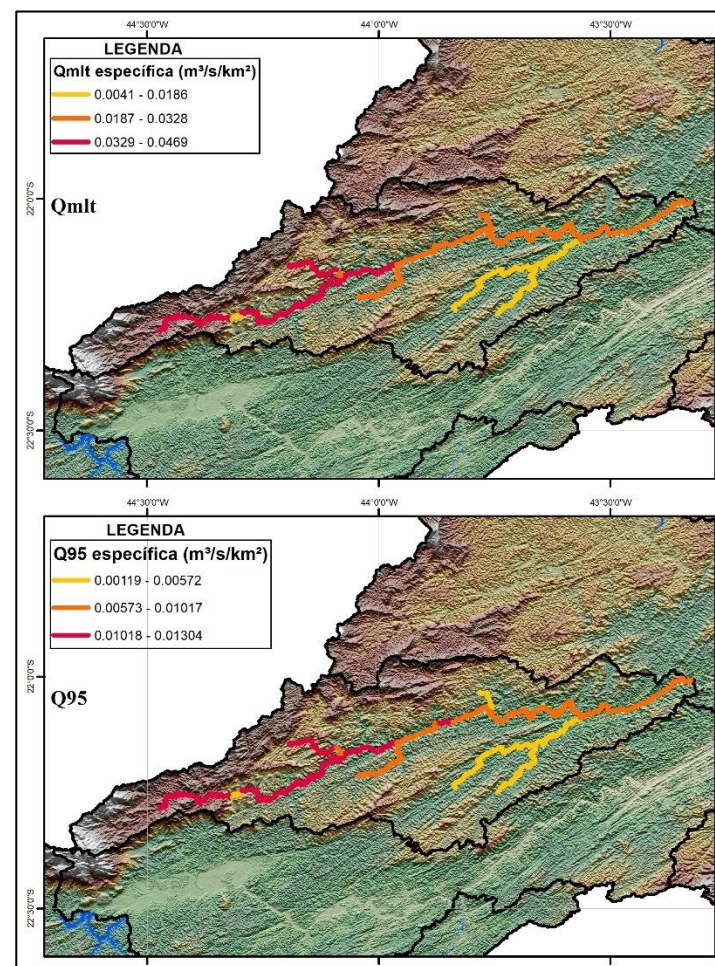 44°30'0"W 44°0'0"W 43°30'0"W
LEGENDA
Qmlt específica (m³/s/km²)
0.0041 - 0.0186
0.0187 - 0.0328
0.0329 - 0.0469
22°0'0"S
Qmlt
22°30'0"S
44°30'0"W 44°0'0"W 43°30'0"W
LEGENDA
Q95 específica (m³/s/km²)
0.00119 - 0.00572
0.00573 - 0.01017
0.01018 - 0.01304
22°0'0"S
Q95
22°30'0"S